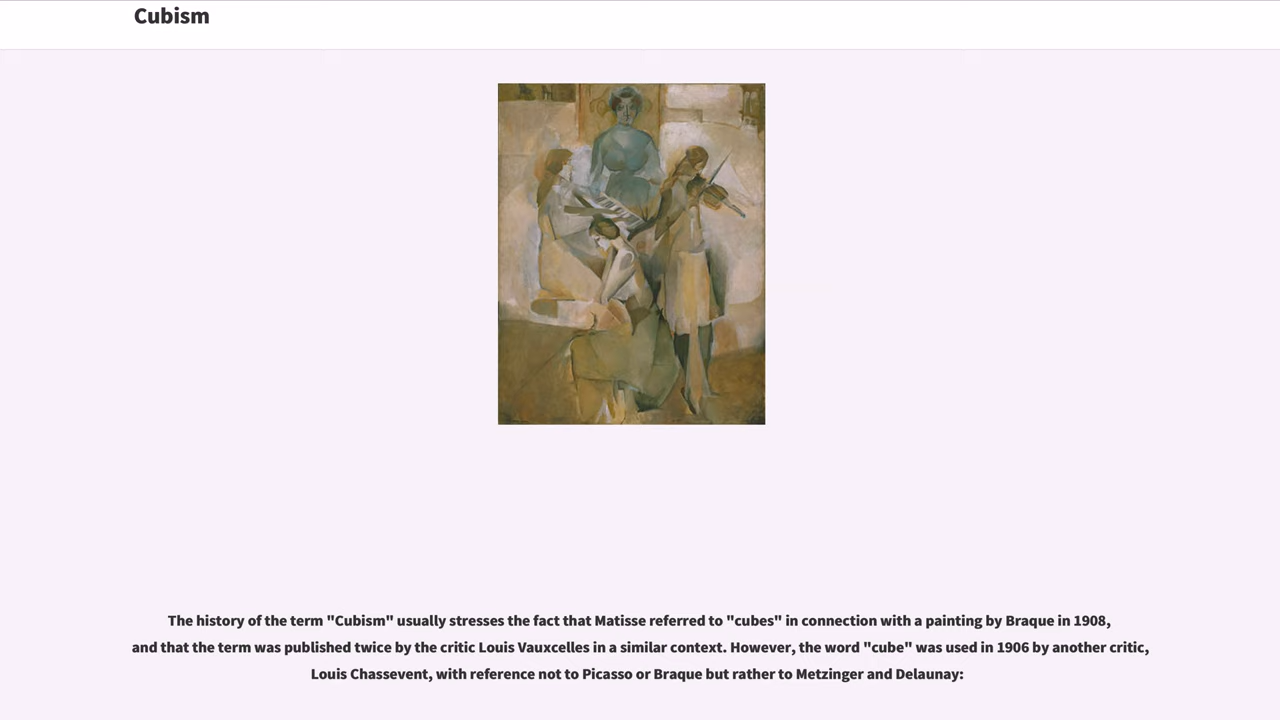 Cubism
The history of the term "Cubism" usually stresses the fact that Matisse referred to "cubes" in connection with a painting by Braque in 1908,
and that the term was published twice by the critic Louis Vauxcelles in a similar context. However, the word "cube" was used in 1906 by another critic,
Louis Chassevent, with reference not to Picasso or Braque but rather to Metzinger and Delaunay: